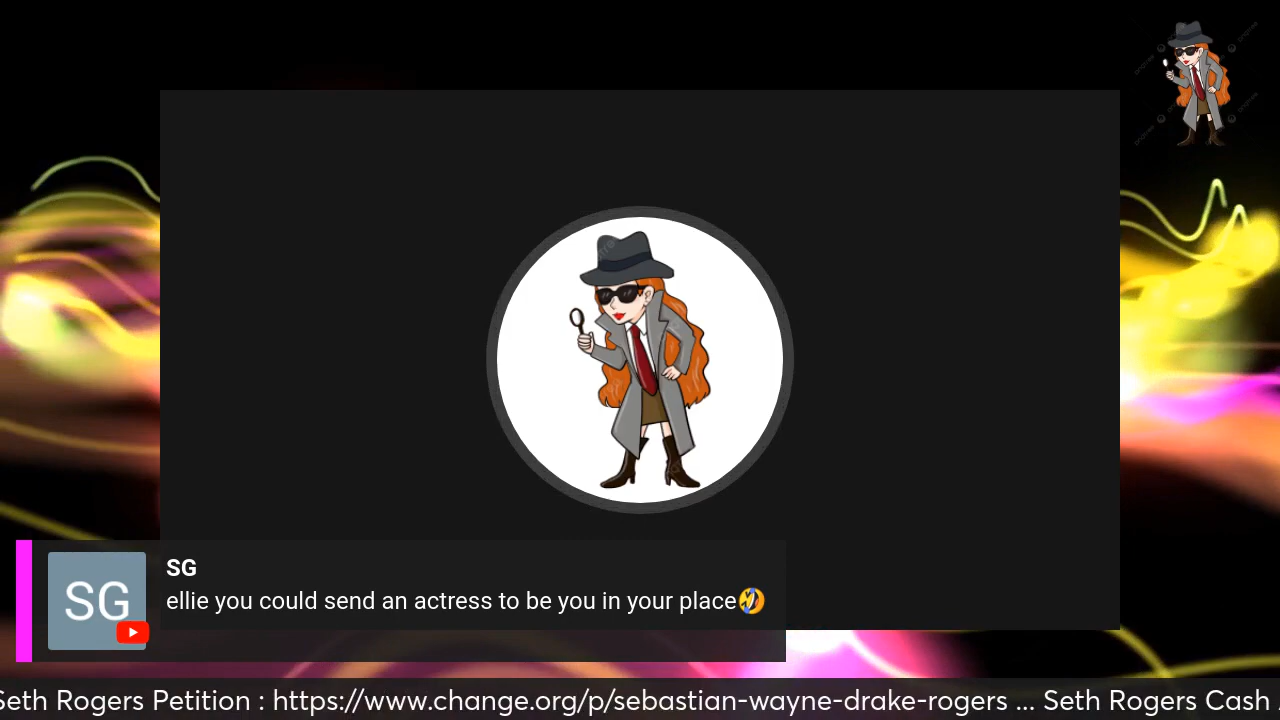 SG
SG
ellie you could send an actress to be you in your place🤣
Seth Rogers Petition : https://www.change.org/p/sebastian-wayne-drake-rogers ... Seth Rogers Cash